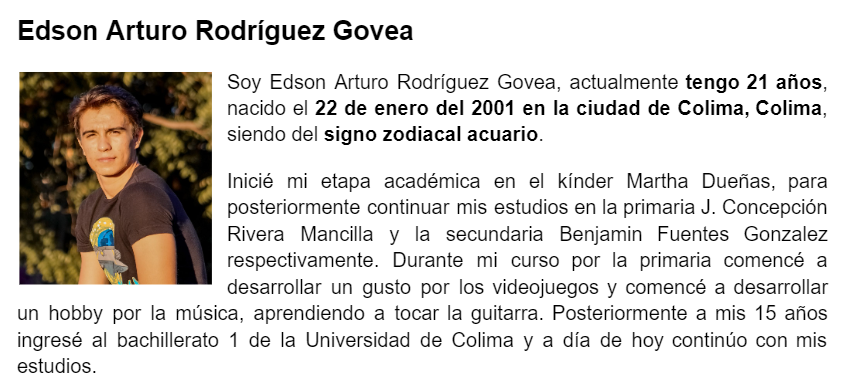 Edson Arturo Rodríguez Govea
Soy Edson Arturo Rodríguez Govea, actualmente tengo 21 años,
nacido el 22 de enero del 2001 en la ciudad de Colima, Colima,
siendo del signo zodiacal acuario.
Inicié mi etapa académica en el kínder Martha Dueñas, para
posteriormente continuar mis estudios en la primaria J. Concepción
Rivera Mancilla y la secundaria Benjamin Fuentes Gonzalez
respectivamente. Durante mi curso por la primaria comencé a
desarrollar un gusto por los videojuegos y comencé a desarrollar
un hobby por la música, aprendiendo a tocar la guitarra. Posteriormente a mis 15 años
ingresé al bachillerato 1 de la Universidad de Colima y a día de hoy continúo con mis
estudios.